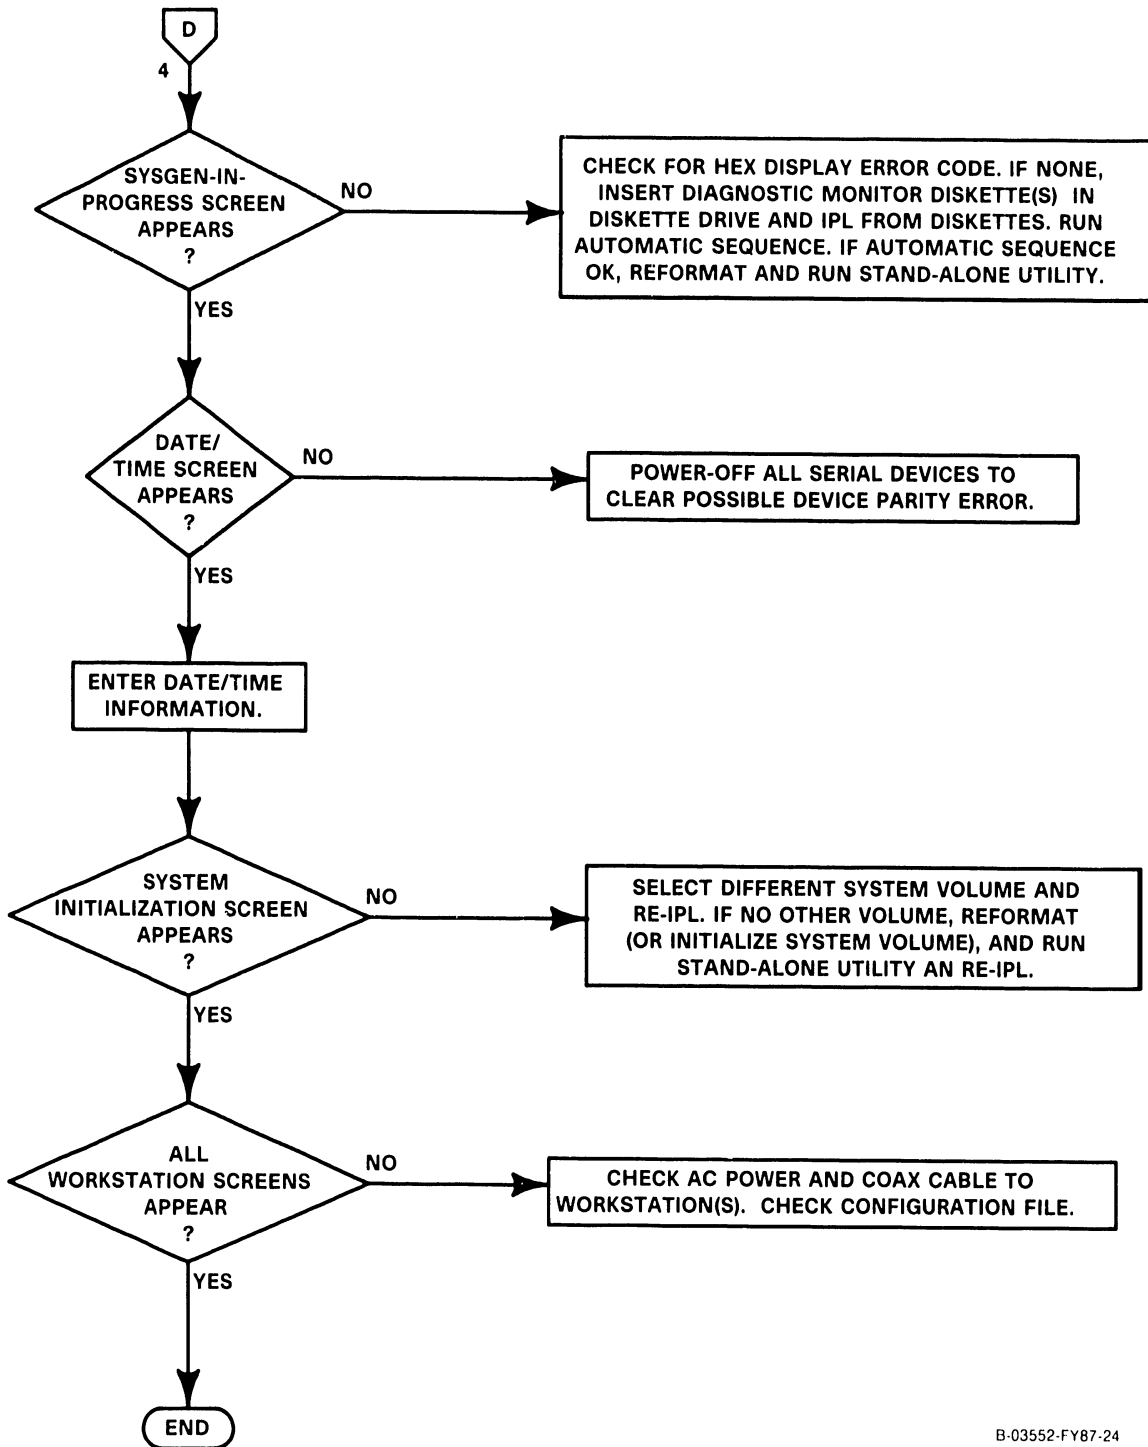 D
4
SYSGEN-IN-
PROGRESS SCREEN
APPEARS
?
NO
CHECK FOR HEX DISPLAY ERROR CODE. IF NONE,
INSERT DIAGNOSTIC MONITOR DISKETTE(S) IN
DISKETTE DRIVE AND IPL FROM DISKETTES. RUN
AUTOMATIC SEQUENCE. IF AUTOMATIC SEQUENCE
OK, REFORMAT AND RUN STAND-ALONE UTILITY.
YES
DATE/
TIME SCREEN
APPEARS
?
NO
POWER-OFF ALL SERIAL DEVICES TO
CLEAR POSSIBLE DEVICE PARITY ERROR.
YES
ENTER DATE/TIME
INFORMATION.
SYSTEM
INITIALIZATION SCREEN
APPEARS
?
NO
SELECT DIFFERENT SYSTEM VOLUME AND
RE-IPL. IF NO OTHER VOLUME, REFORMAT
(OR INITIALIZE SYSTEM VOLUME), AND RUN
STAND-ALONE UTILITY AN RE-IPL.
YES
ALL
WORKSTATION SCREENS
APPEAR
?
NO
CHECK AC POWER AND COAX CABLE TO
WORKSTATION(S). CHECK CONFIGURATION FILE.
YES
END
B-03552-FY87-24